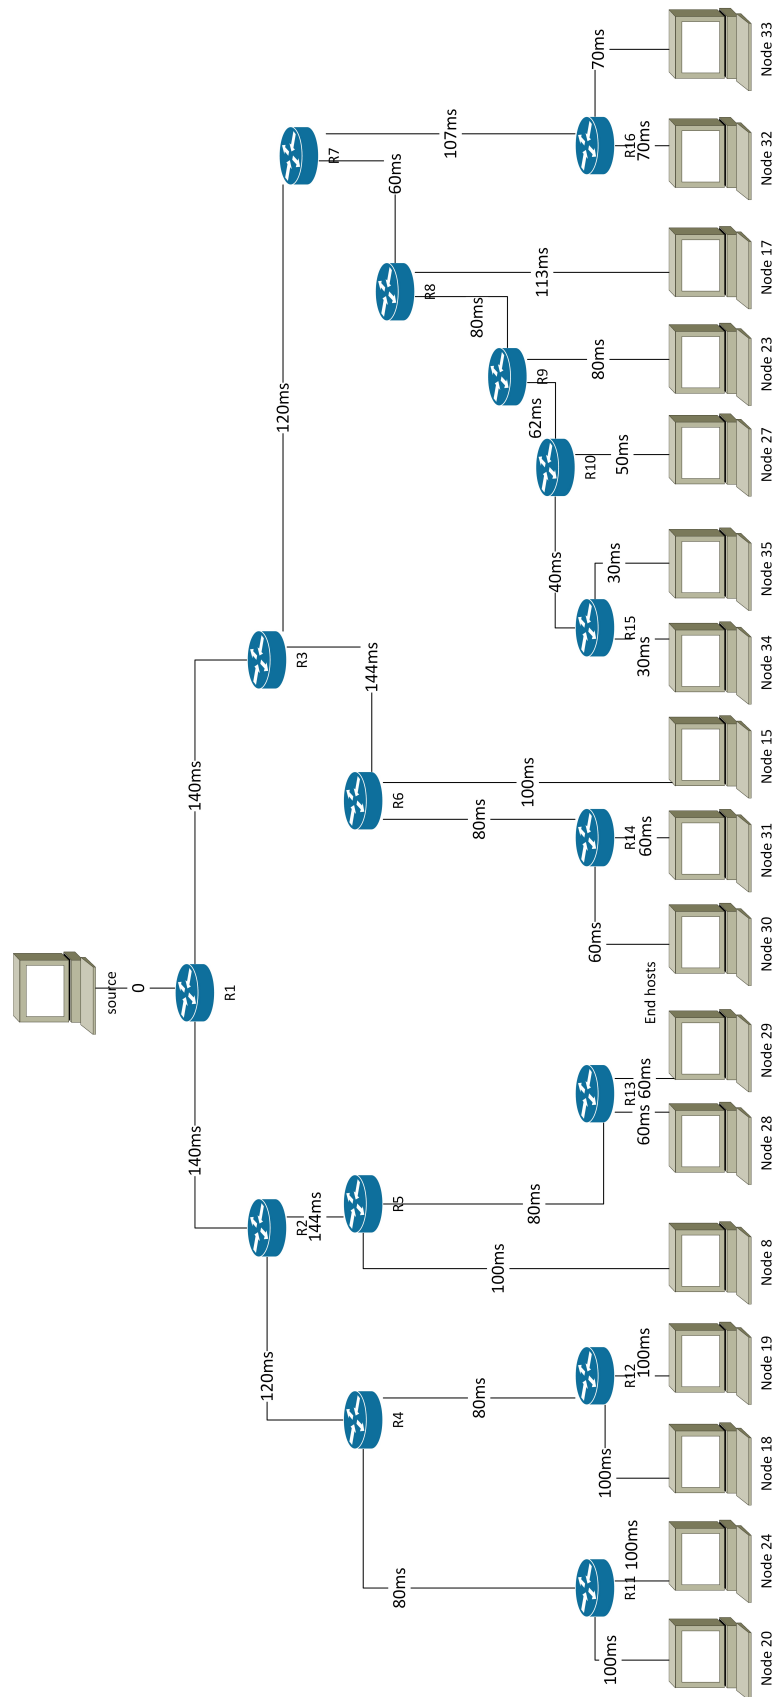 source
0
R1
140ms
140ms
R2
R3
120ms
144ms
144ms
120ms
R4
R5
R6
R7
60ms
R8
80ms
R9
62ms
R10
40ms
80ms
80ms
100ms
80ms
80ms
100ms
50ms
80ms
113ms
107ms
R11
R12
R13
R14
R15
R16
100ms
100ms
100ms
100ms
60ms
60ms
60ms
60ms
30ms
30ms
70ms
70ms
End hosts
Node 20
Node 24
Node 18
Node 19
Node 8
Node 28
Node 29
Node 30
Node 31
Node 15
Node 34
Node 35
Node 27
Node 23
Node 17
Node 32
Node 33